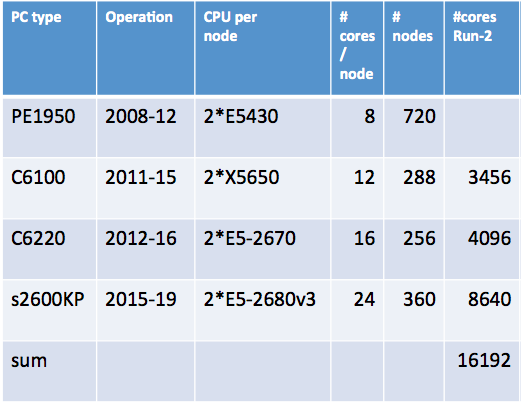 PC type Operation CPU per node # cores / node # nodes #cores Run-2
PE1950 2008-12 2*E5430 8 720
C6100 2011-15 2*X5650 12 288 3456
C6220 2012-16 2*E5-2670 16 256 4096
s2600KP 2015-19 2*E5-2680v3 24 360 8640
sum 16192